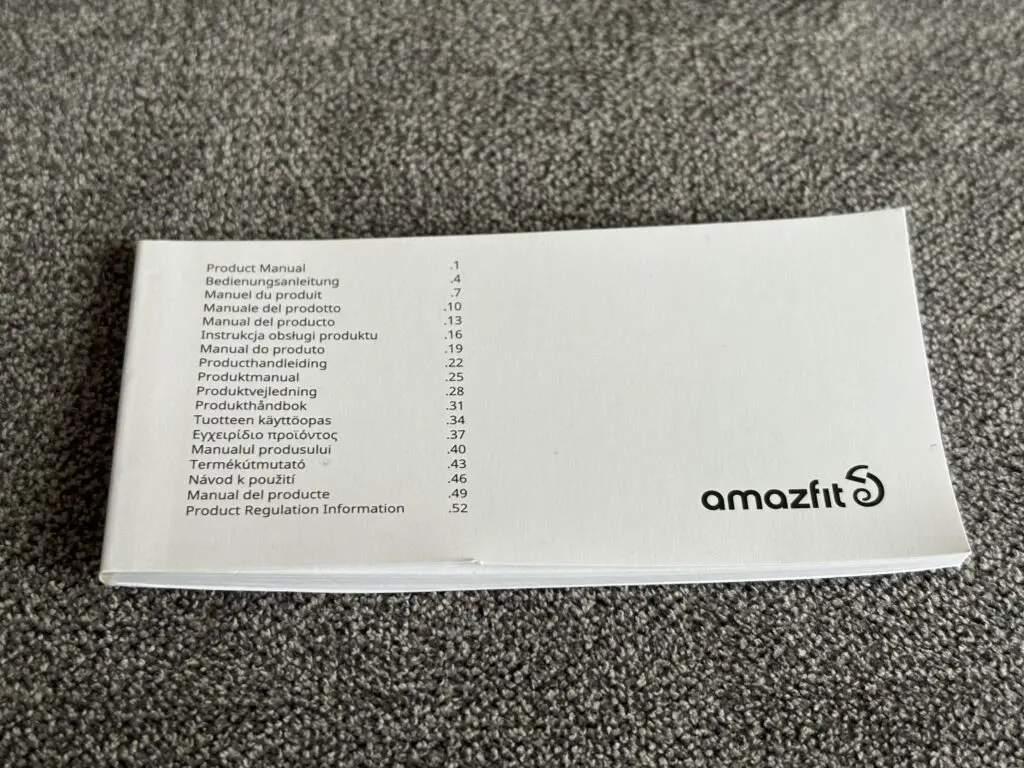 Product Manual .1
Bedienungsanleitung .4
Manuel du produit .7
Manuale del prodotto .10
Manual del producto .13
Instrukcja obsługi produktu .16
Manual do produto .19
Producthandleiding .22
Produktmanual .25
Produktvejledning .28
Produkthåndbok .31
Tuotteen käyttöopas .34
Εγχειρίδιο προϊόντος .37
Manualul produsului .40
Termékútmutató .43
Návod k použití .46
Manual del producte .49
Product Regulation Information .52
amazfit